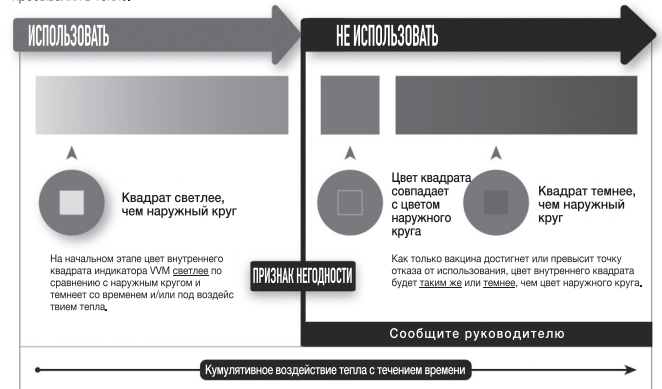 ИСПОЛЬЗОВАТЬ
НЕ ИСПОЛЬЗОВАТЬ
Квадрат светлее,
чем наружный круг
Цвет квадрата
совпадает
с цветом
наружного
круга
Квадрат темнее,
чем наружный
круг
На начальном этапе цвет внутреннего
квадрата индикатора VVM светлее по
сравнению с наружным кругом и
темнеет со временем и/или под воздейс
твием тепла.
ПРИЗНАК НЕГОДНОСТИ
Как только вакцина достигнет или превысит точку
отказа от использования, цвет внутреннего квадрата
будет таким же или темнее, чем цвет наружного круга.
Сообщите руководителю
Кумулятивное воздействие тепла с течением времени